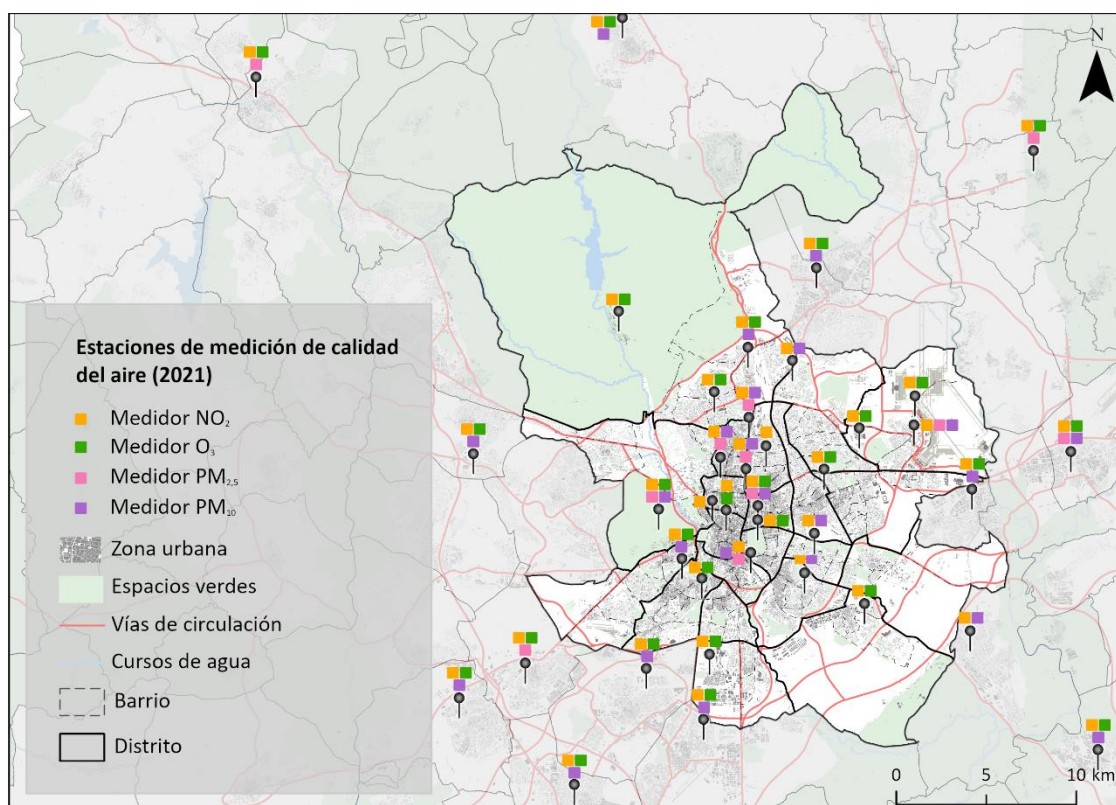 N
Estaciones de medición de calidad
del aire (2021)
Medidor NO₂
Medidor O₃
Medidor PM₂,₅
Medidor PM₁₀
Zona urbana
Espacios verdes
Vías de circulación
Cursos de agua
Barrio
Distrito
0 5 10 km